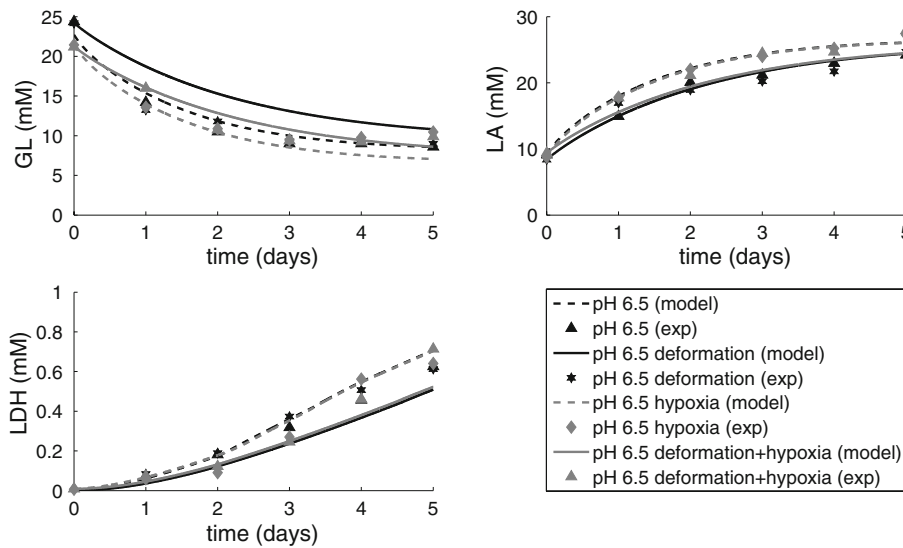 GL (mM)
25
20
15
10
5
0
0 1 2 3 4 5
time (days)
LA (mM)
40
30
20
10
0
0 1 2 3 4 5
time (days)
LDH (mM)
1
0.8
0.6
0.4
0.2
0
0 1 2 3 4 5
time (days)
pH 6.5 (model)
pH 6.5 (exp)
pH 6.5 deformation (model)
pH 6.5 deformation (exp)
pH 6.5 hypoxia (model)
pH 6.5 hypoxia (exp)
pH 6.5 deformation+hypoxia (model)
pH 6.5 deformation+hypoxia (exp)